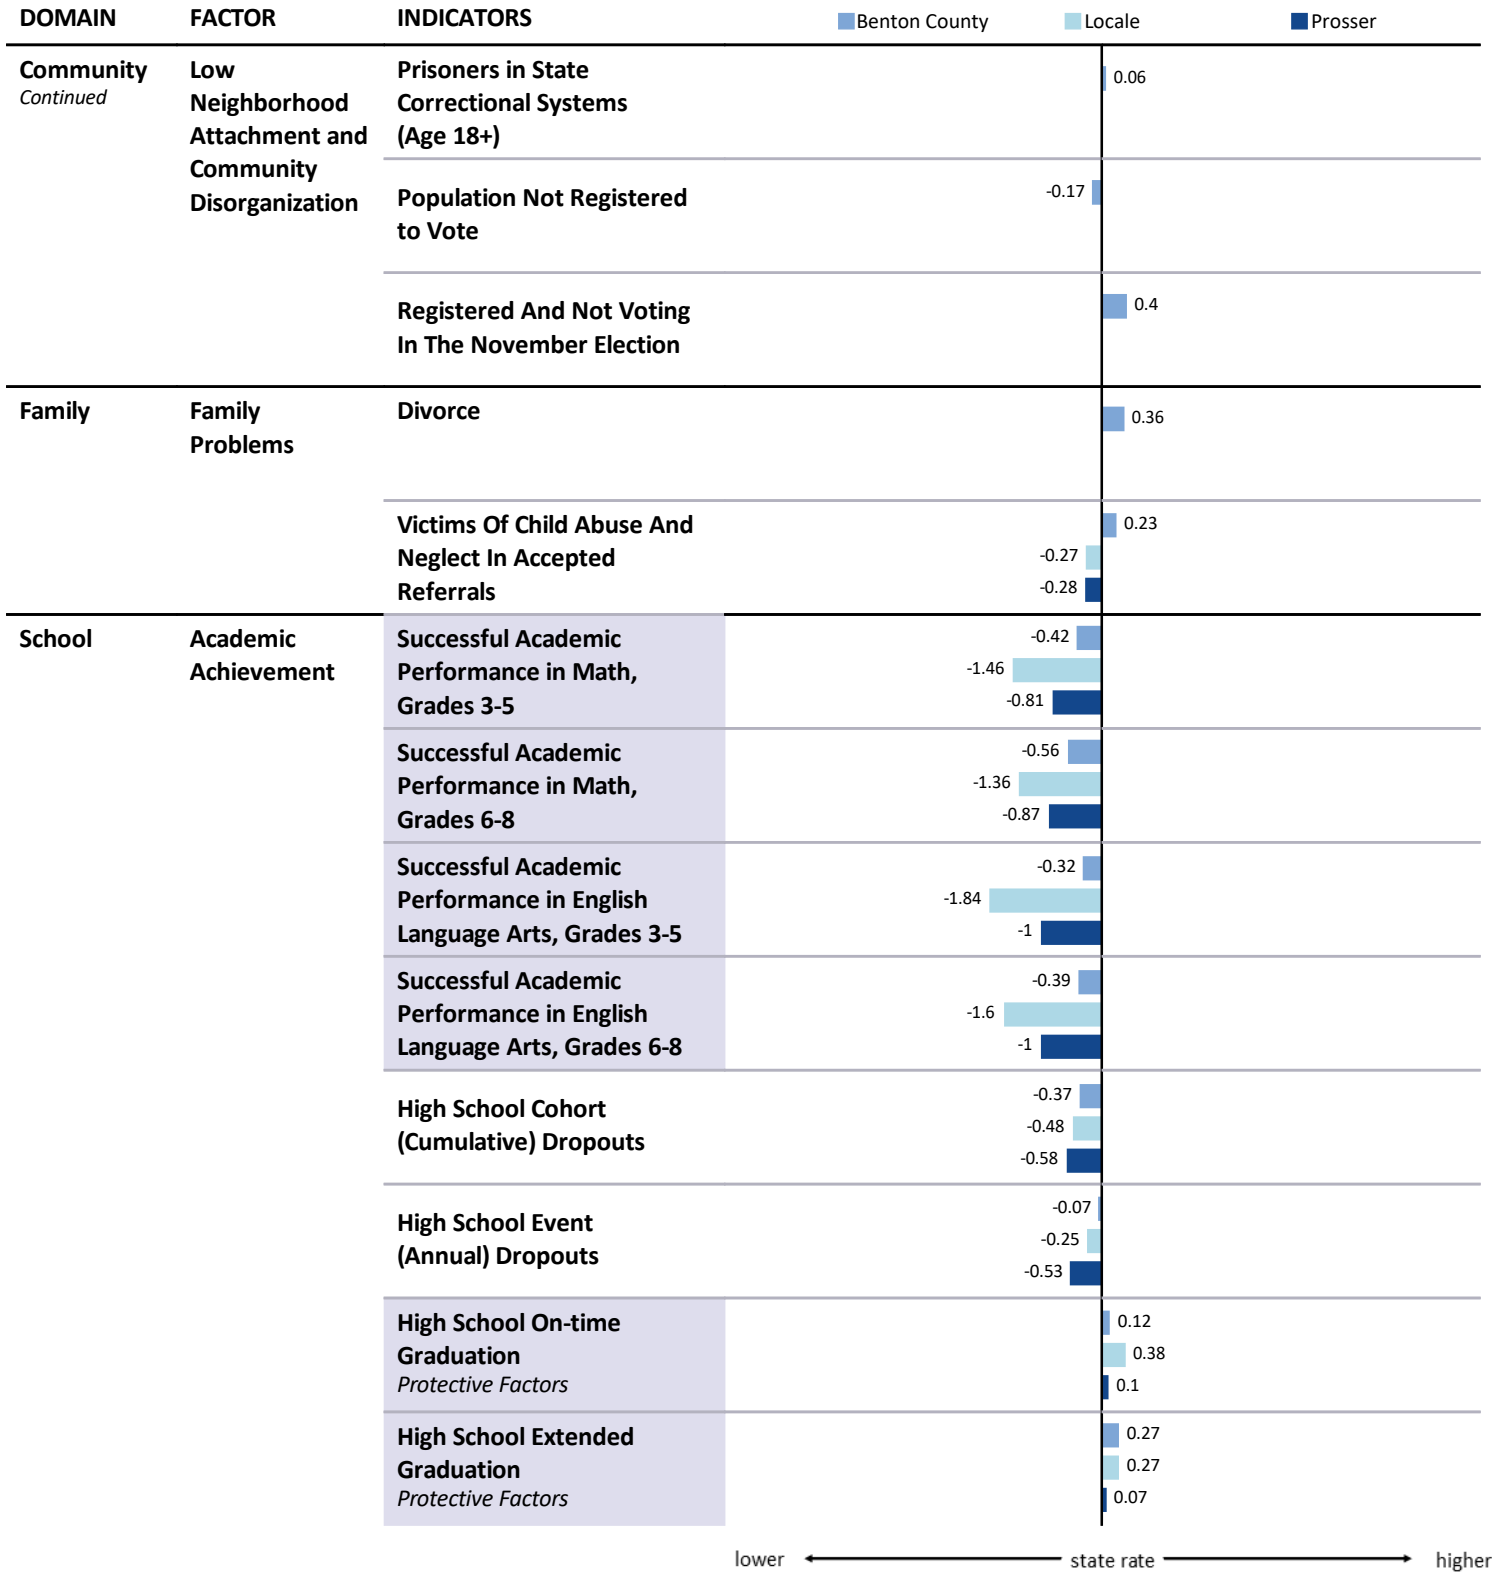 DOMAIN FACTOR INDICATORS Benton County Locale Prosser
Community Low Prisoners in State
Continued Neighborhood Correctional Systems 0.06
Attachment and (Age 18+)
Community
Disorganization Population Not Registered -0.17
to Vote
Registered And Not Voting 0.4
In The November Election
Family Family Divorce 0.36
Problems
Victims Of Child Abuse And 0.23
Neglect In Accepted -0.27
Referrals -0.28
School Academic Successful Academic -0.42
Achievement Performance in Math, -1.46
Grades 3-5 -0.81
Successful Academic -0.56
Performance in Math, -1.36
Grades 6-8 -0.87
Successful Academic -0.32
Performance in English -1.84
Language Arts, Grades 3-5 -1
Successful Academic -0.39
Performance in English -1.6
Language Arts, Grades 6-8 -1
-0.37
High School Cohort -0.48
(Cumulative) Dropouts -0.58
-0.07
High School Event -0.25
(Annual) Dropouts -0.53
High School On-time 0.12
Graduation 0.38
Protective Factors 0.1
High School Extended 0.27
Graduation 0.27
Protective Factors 0.07
lower state rate higher